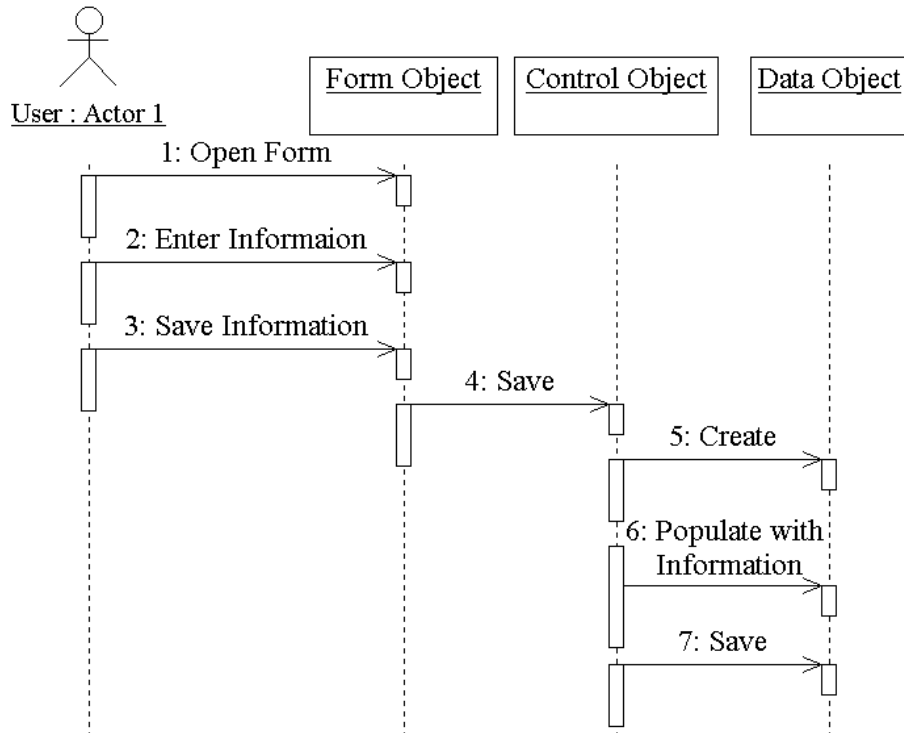 User : Actor 1
Form Object
Control Object
Data Object
1: Open Form
2: Enter Informaion
3: Save Information
4: Save
5: Create
6: Populate with
Information
7: Save